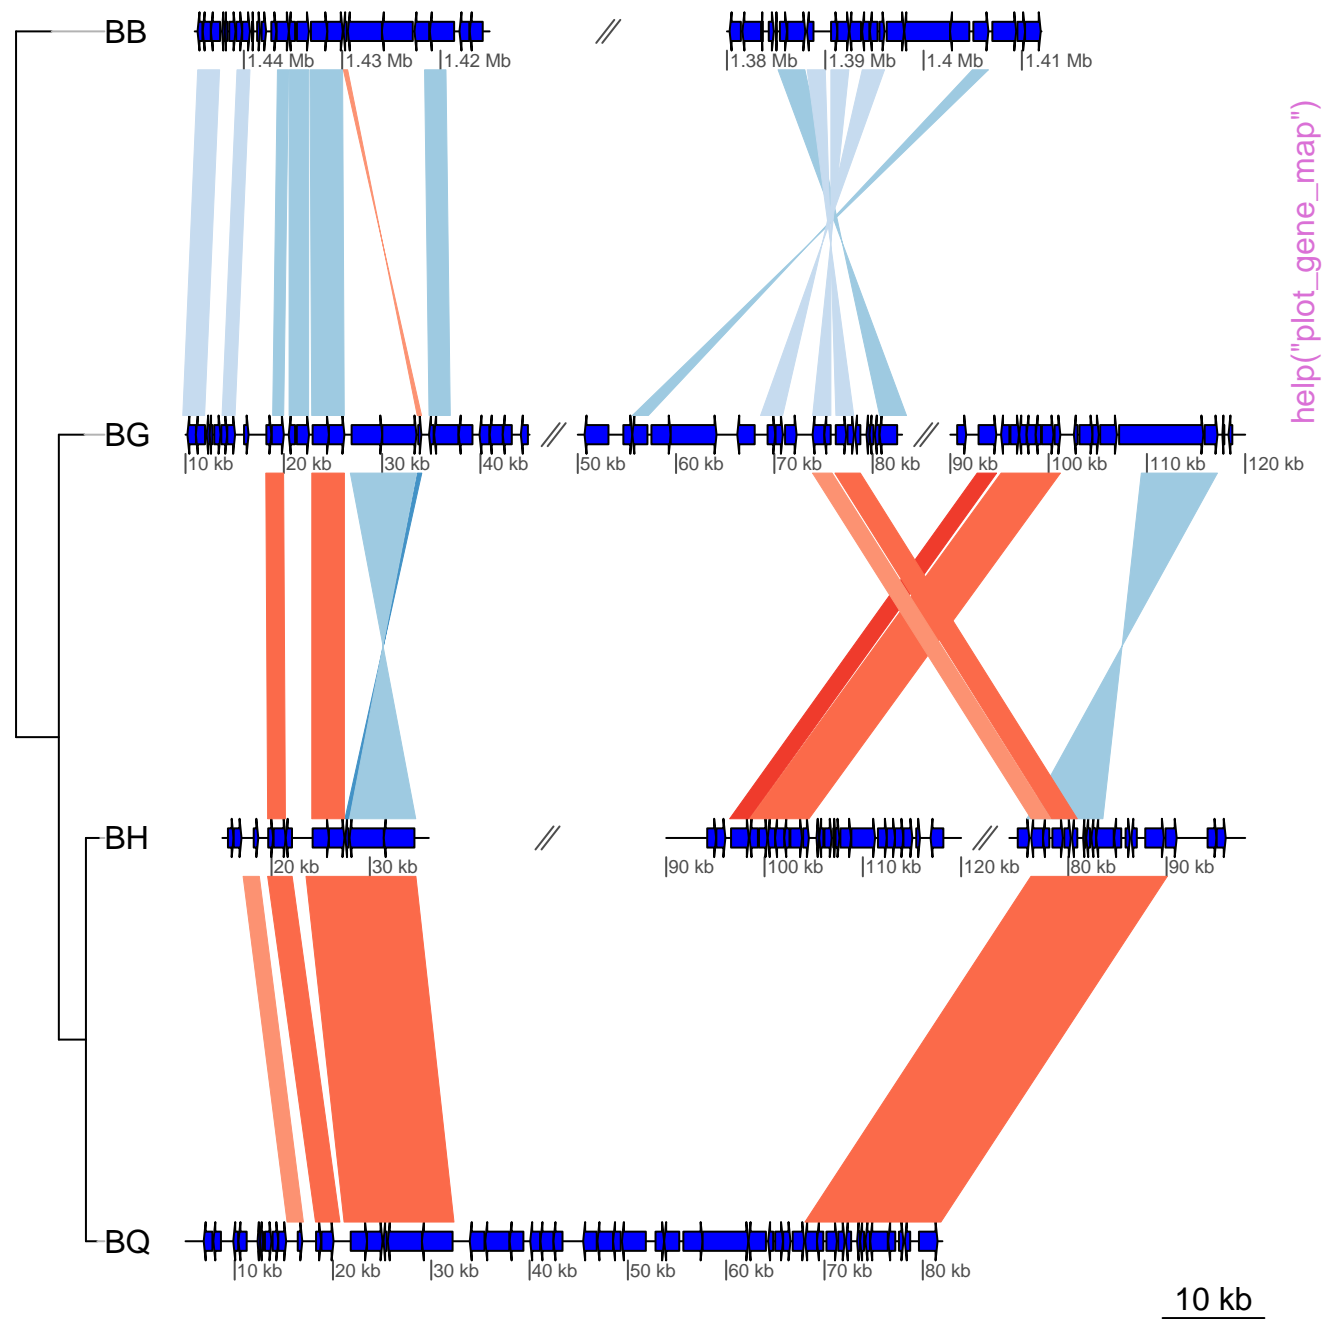 BB
1.44 Mb 1.43 Mb 1.42 Mb 1.38 Mb 1.39 Mb 1.4 Mb 1.41 Mb
help("plot_gene_map")
BG
10 kb 20 kb 30 kb 40 kb 50 kb 60 kb 70 kb 80 kb 90 kb 100 kb 110 kb 120 kb
BH
20 kb 30 kb 90 kb 100 kb 110 kb 120 kb 80 kb 90 kb
BQ
10 kb 20 kb 30 kb 40 kb 50 kb 60 kb 70 kb 80 kb
10 kb